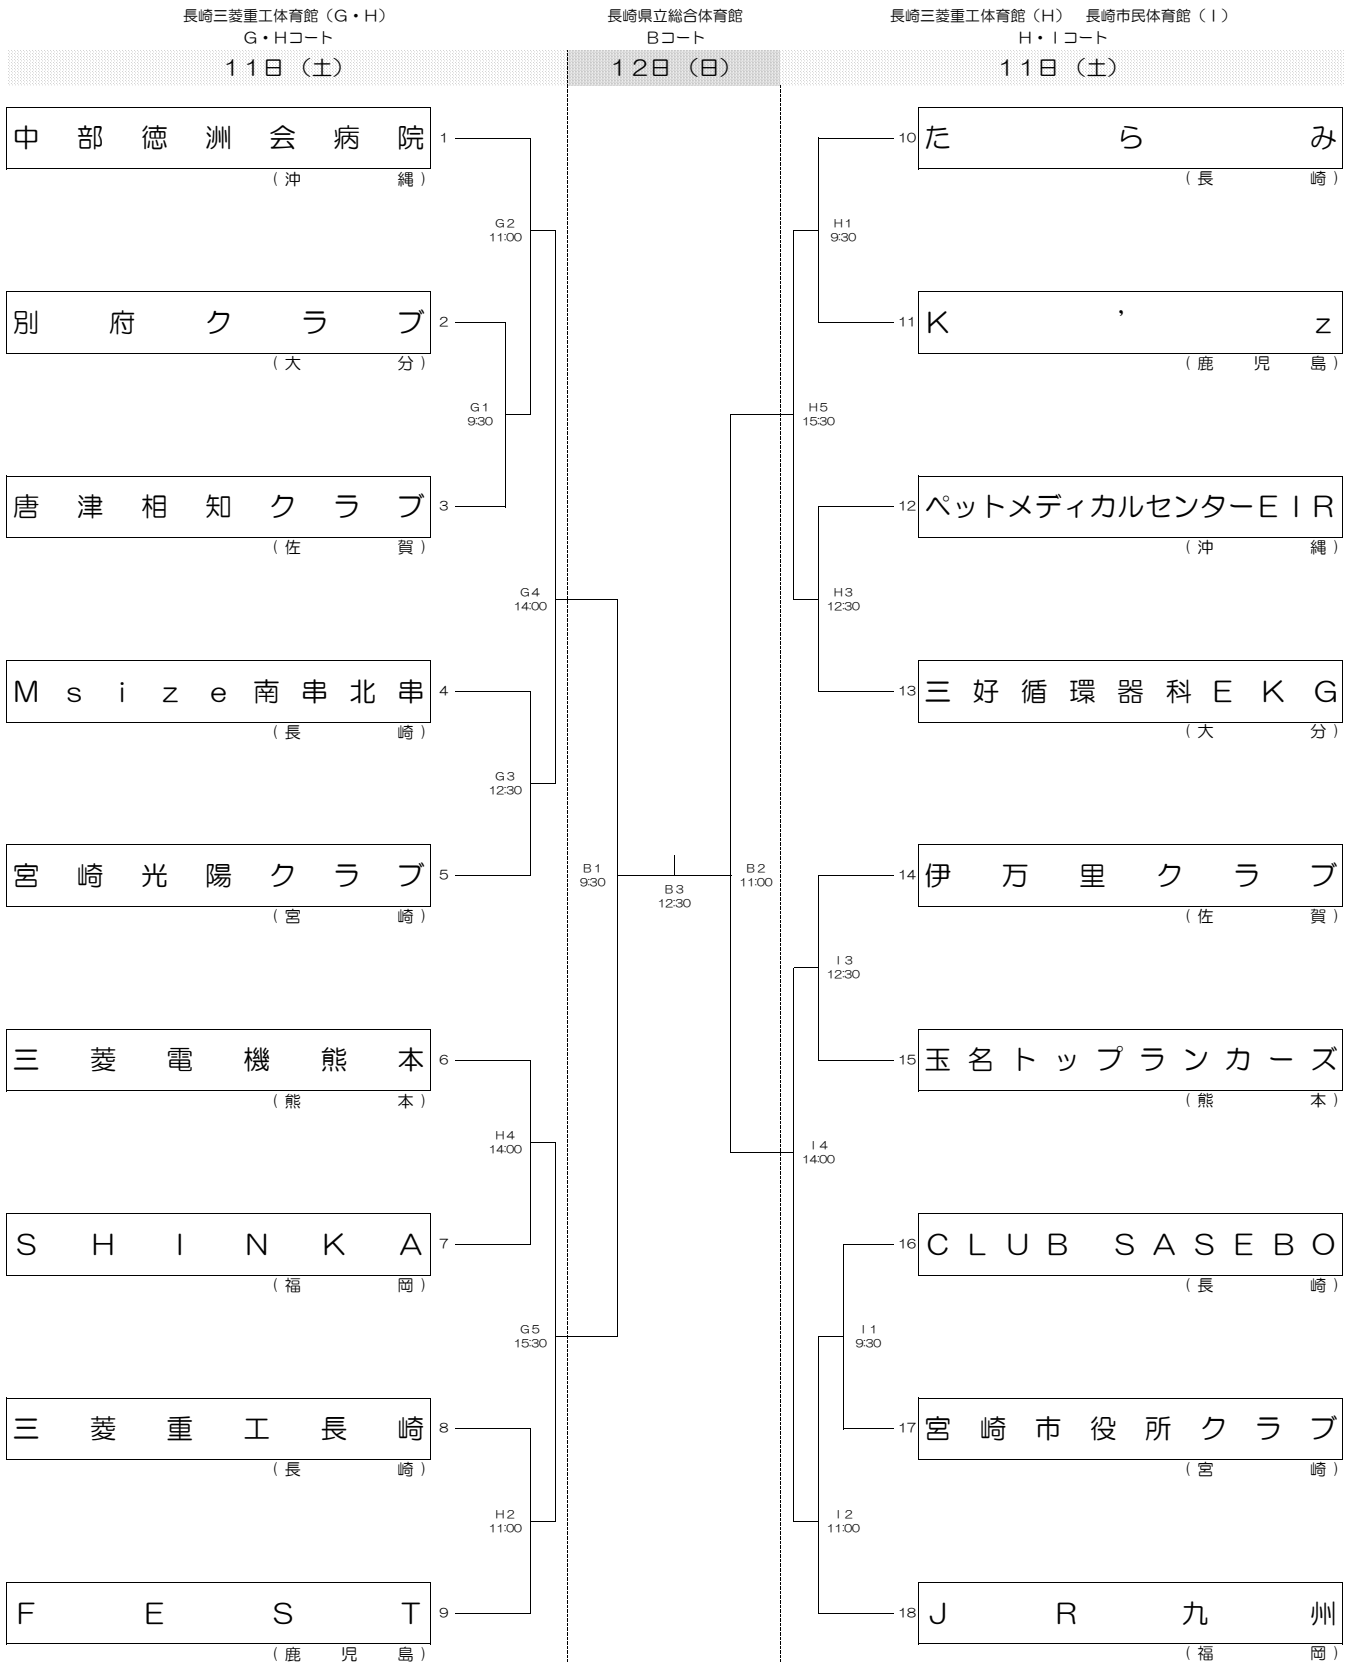 長崎三菱重工体育館（G・H）
G・Hコート
11日（土）
長崎県立総合体育館
Bコート
12日（日）
長崎三菱重工体育館（H）　長崎市民体育館（I）
H・Iコート
11日（土）
中部徳洲会病院 1
（沖縄）
G2
11:00
別府クラブ 2
（大分）
G1
9:30
唐津相知クラブ 3
（佐賀）
G4
14:00
Msize南串北串 4
（長崎）
G3
12:30
宮崎光陽クラブ 5
（宮崎）
三菱電機熊本 6
（熊本）
H4
14:00
SHINKA 7
（福岡）
G5
15:30
三菱重工長崎 8
（長崎）
H2
11:00
FEST 9
（鹿児島）
B1
9:30
B3
12:30
B2
11:00
10 たらみ
（長崎）
H1
9:30
11 K’z
（鹿児島）
H5
15:30
12 ペットメディカルセンターEIR
（沖縄）
H3
12:30
13 三好循環器科EKG
（大分）
14 伊万里クラブ
（佐賀）
I3
12:30
15 玉名トップランカーズ
（熊本）
I4
14:00
16 CLUB SASEBO
（長崎）
I1
9:30
17 宮崎市役所クラブ
（宮崎）
I2
11:00
18 JR九州
（福岡）